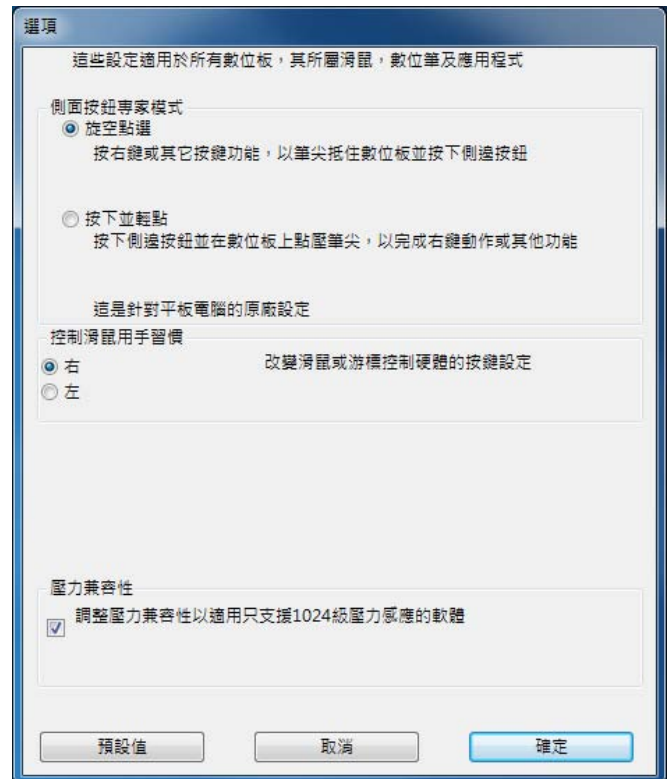 選項
這些設定適用於所有數位板，其所屬滑鼠，數位筆及應用程式
側面按鈕專家模式
旋空點選
按右鍵或其它按鍵功能，以筆尖抵住數位板並按下側邊按鈕
按下並輕點
按下側邊按鈕並在數位板上點壓筆尖，以完成右鍵動作或其他功能
這是針對平板電腦的原廠設定
控制滑鼠用手習慣
右
改變滑鼠或游標控制硬體的按鍵設定
左
壓力兼容性
調整壓力兼容性以適用只支援1024級壓力感應的軟體
預設值
取消
確定